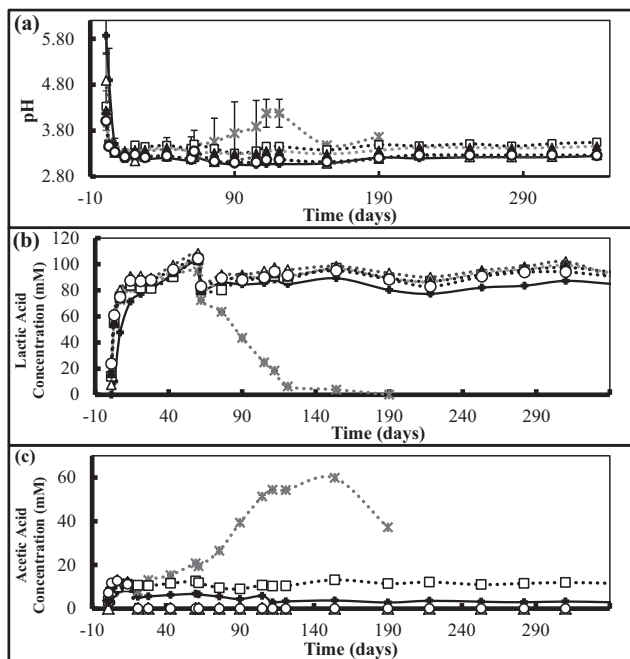 (a)
5.80
4.80
3.80
2.80
pH
-10 90 190 290
Time (days)
(b)
120
100
80
60
40
20
0
Lactic Acid
Concentration (mM)
-10 40 90 140 190 240 290
Time (days)
(c)
60
40
20
0
Acetic Acid
Concentration (mM)
-10 40 90 140 190 240 290
Time (days)